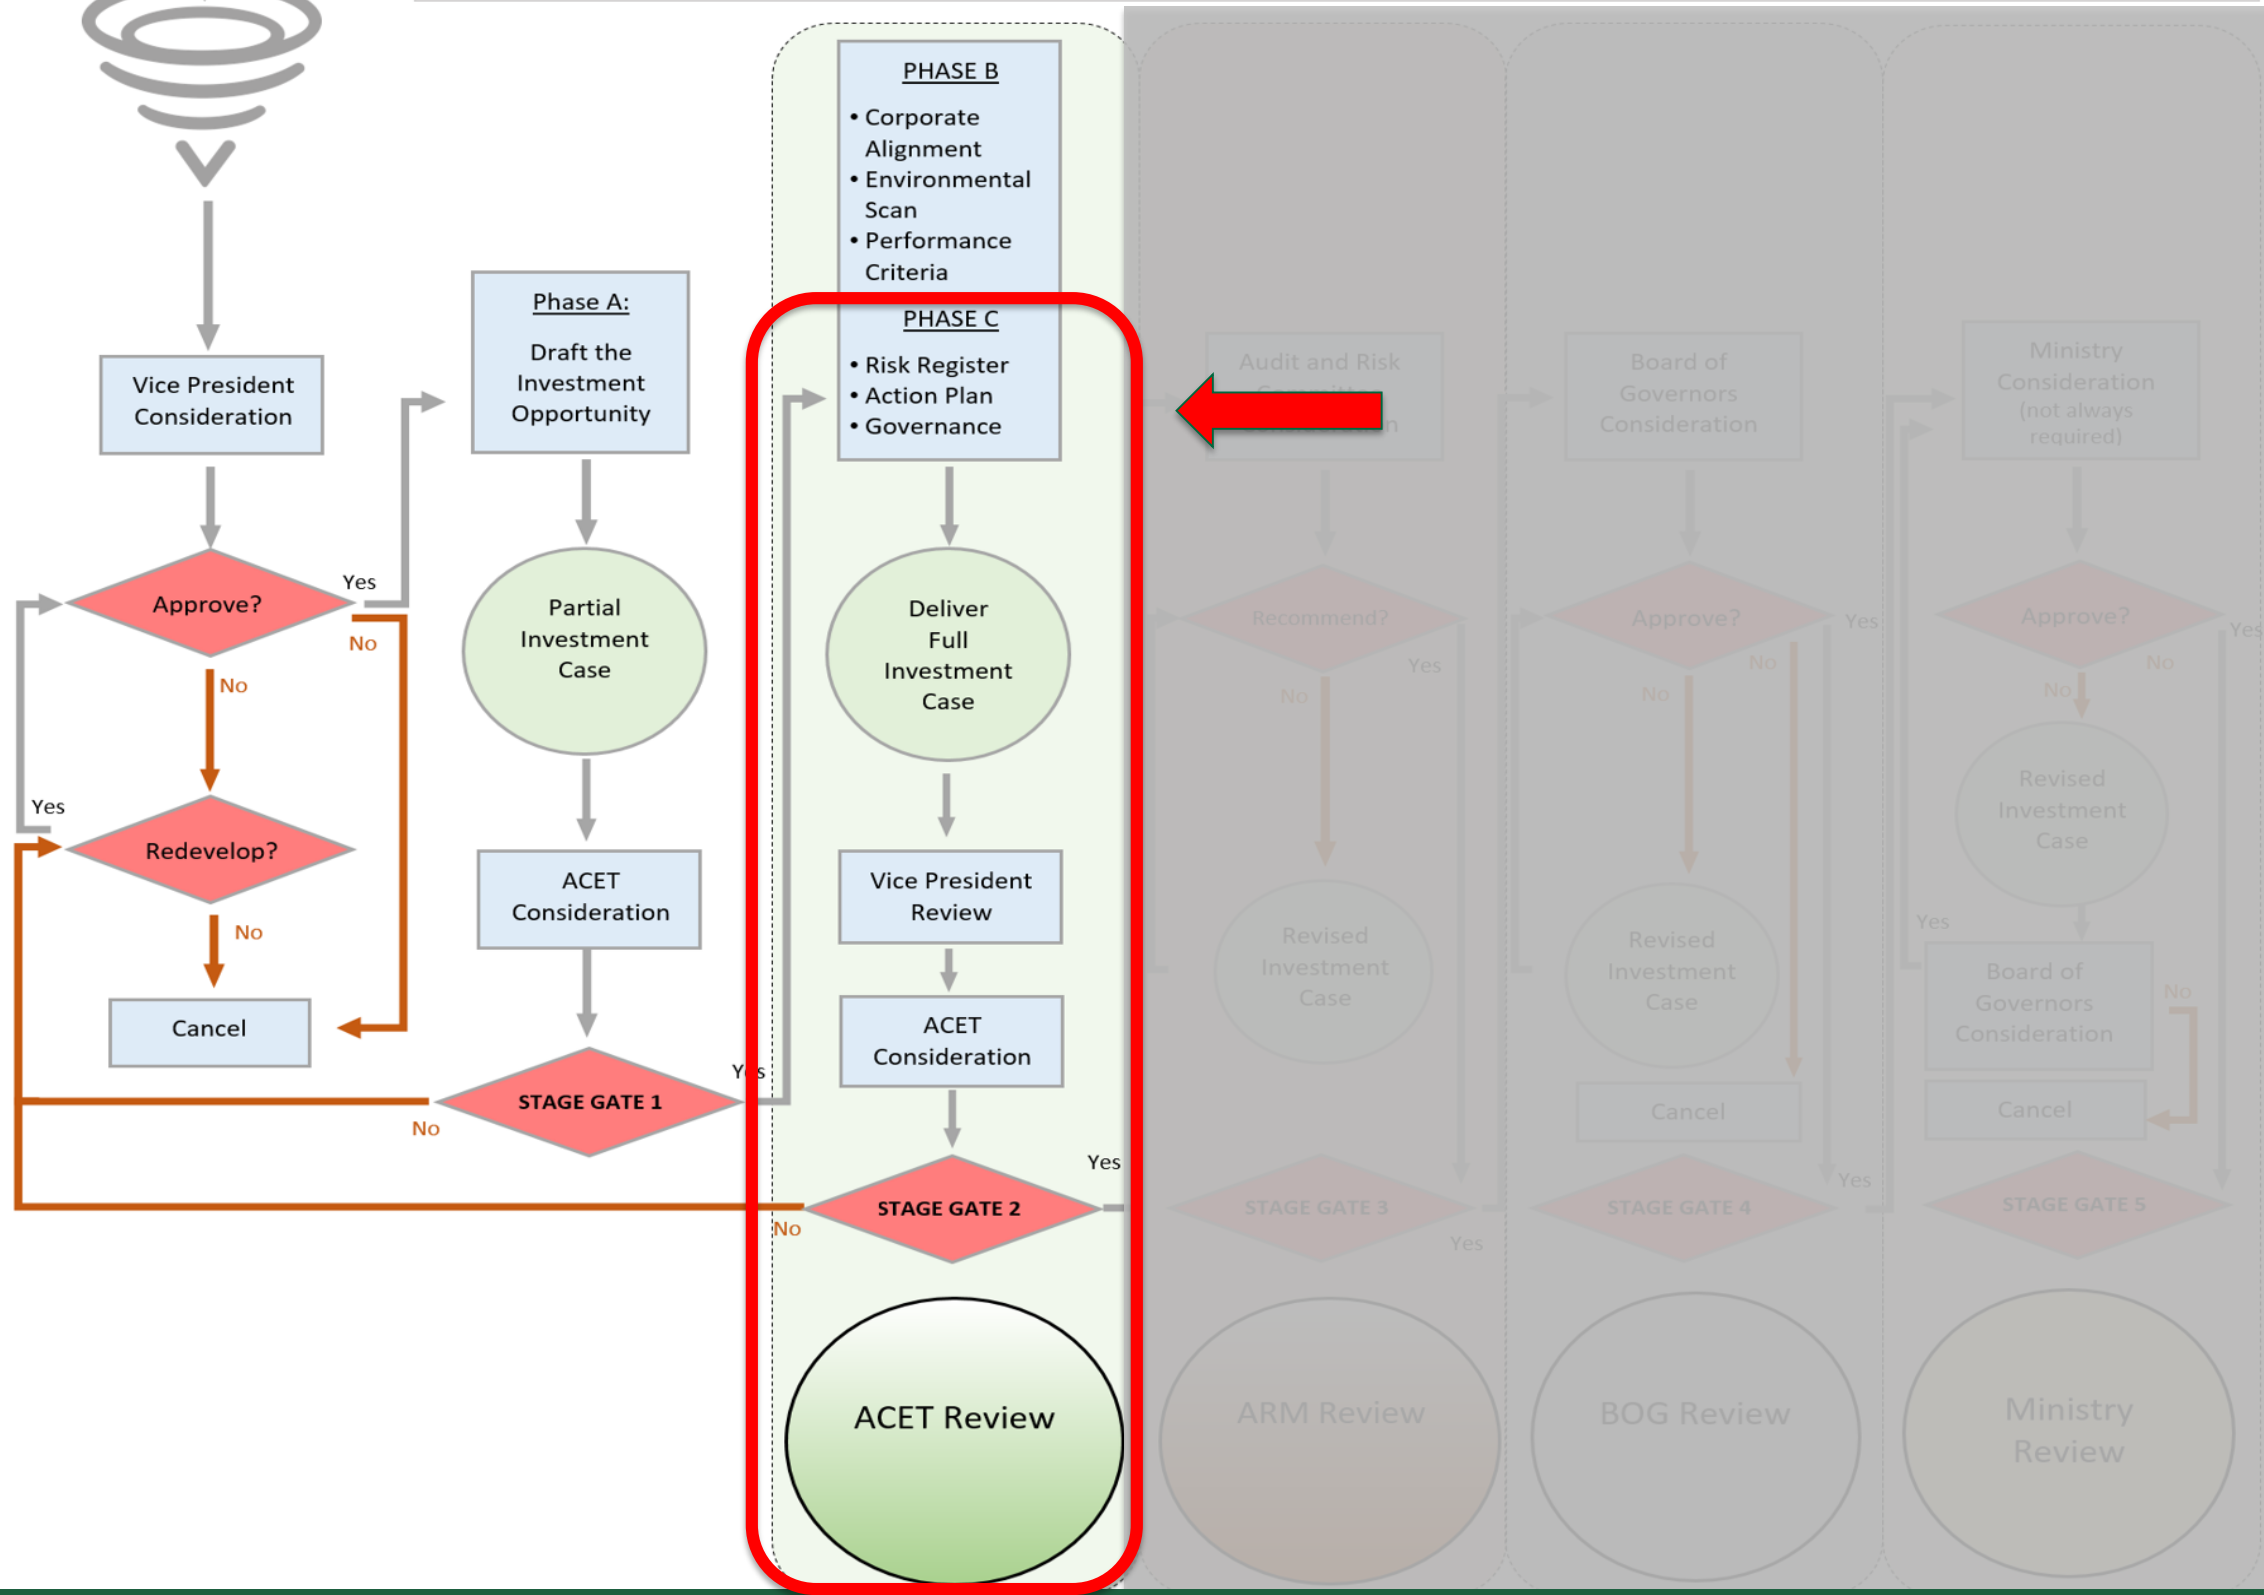 Vice President
Consideration
Approve?
Yes
No
No
Yes
Redevelop?
No
Cancel
Phase A:
Draft the
Investment
Opportunity
Partial
Investment
Case
ACET
Consideration
STAGE GATE 1
Yes
No
PHASE B
• Corporate
Alignment
• Environmental
Scan
• Performance
Criteria
PHASE C
• Risk Register
• Action Plan
• Governance
Deliver
Full
Investment
Case
Vice President
Review
ACET
Consideration
STAGE GATE 2
Yes
No
ACET Review
Audit and Risk
Recommend?
Yes
No
Revised
Investment
Case
STAGE GATE 3
Yes
ARM Review
Board of
Governors
Consideration
Approve?
Yes
No
No
Revised
Investment
Case
Cancel
STAGE GATE 4
Yes
BOG Review
Ministry
Consideration
(not always
required)
Approve?
Yes
No
No
Revised
Investment
Case
Yes
Board of
Governors
Consideration
No
Cancel
STAGE GATE 5
Ministry
Review